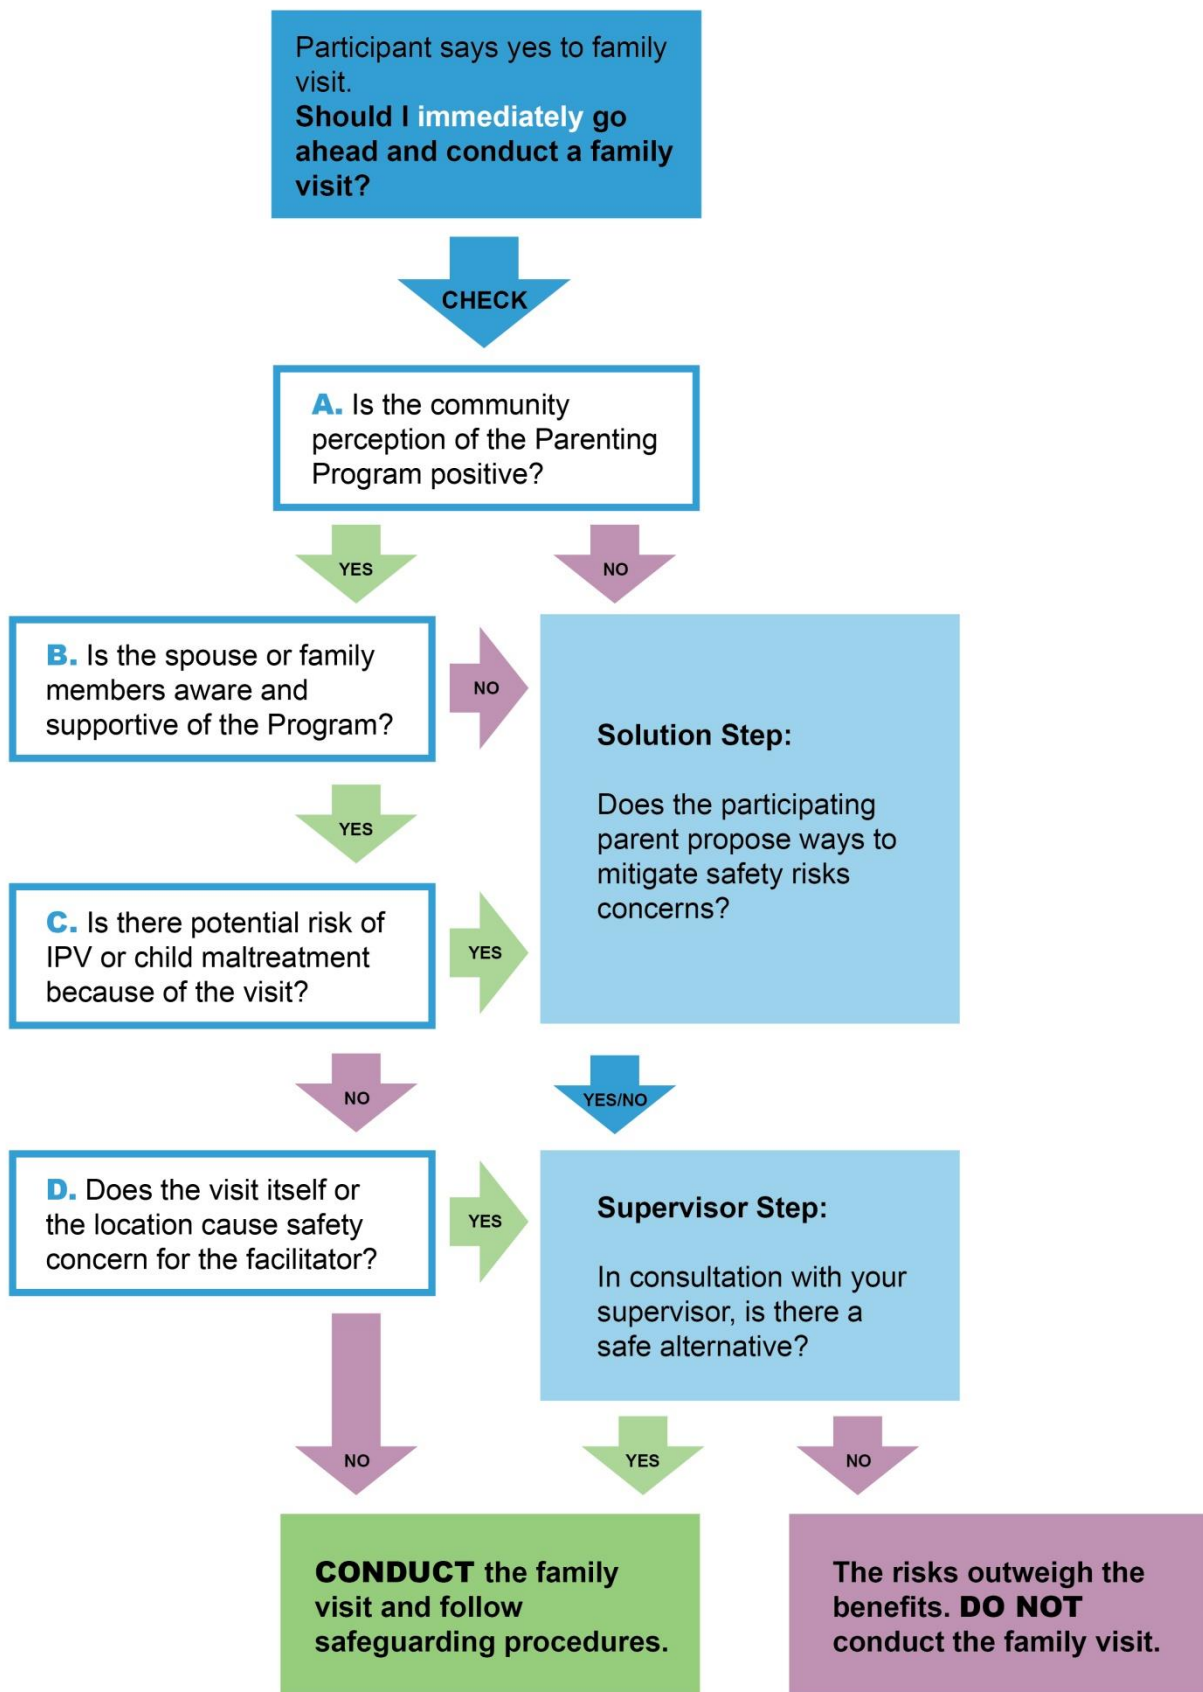 Participant says yes to family
visit.
Should I immediately go
ahead and conduct a family
visit?
CHECK
A. Is the community
perception of the Parenting
Program positive?
YES
NO
B. Is the spouse or family
members aware and
supportive of the Program?
NO
Solution Step:
Does the participating
parent propose ways to
mitigate safety risks
concerns?
YES
C. Is there potential risk of
IPV or child maltreatment
because of the visit?
YES
NO
YES/NO
D. Does the visit itself or
the location cause safety
concern for the facilitator?
YES
Supervisor Step:
In consultation with your
supervisor, is there a
safe alternative?
NO
YES
NO
CONDUCT the family
visit and follow
safeguarding procedures.
The risks outweigh the
benefits. DO NOT
conduct the family visit.